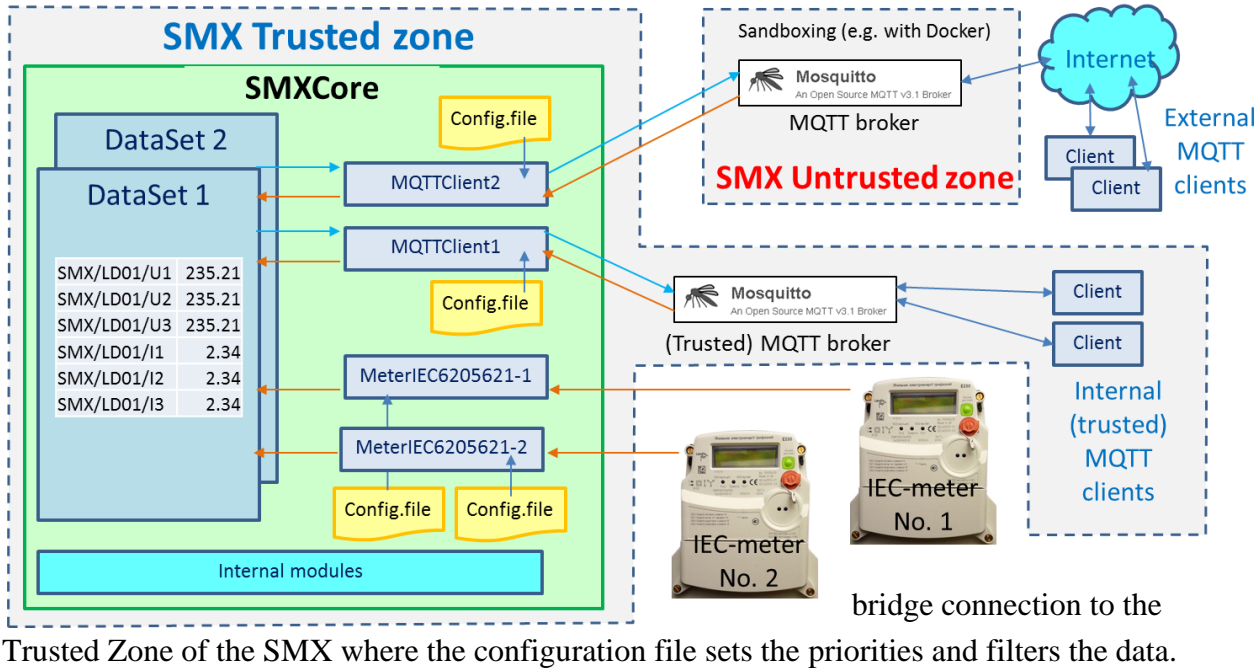 SMX Trusted zone
SMXCore
DataSet 2
DataSet 1
SMX/LD01/U1 235.21
SMX/LD01/U2 235.21
SMX/LD01/U3 235.21
SMX/LD01/I1 2.34
SMX/LD01/I2 2.34
SMX/LD01/I3 2.34
Config.file
MQTTClient2
MQTTClient1
Config.file
MeterIEC6205621-1
MeterIEC6205621-2
Config.file
Config.file
Internal modules
Sandboxing (e.g. with Docker)
Mosquitto
An Open Source MQTT v3.1 Broker
MQTT broker
SMX Untrusted zone
Internet
Client
Client
External
MQTT
clients
Mosquitto
An Open Source MQTT v3.1 Broker
(Trusted) MQTT broker
Client
Client
Internal
(trusted)
MQTT
clients
IEC-meter
No. 1
IEC-meter
No. 2
bridge connection to the
Trusted Zone of the SMX where the configuration file sets the priorities and filters the data.